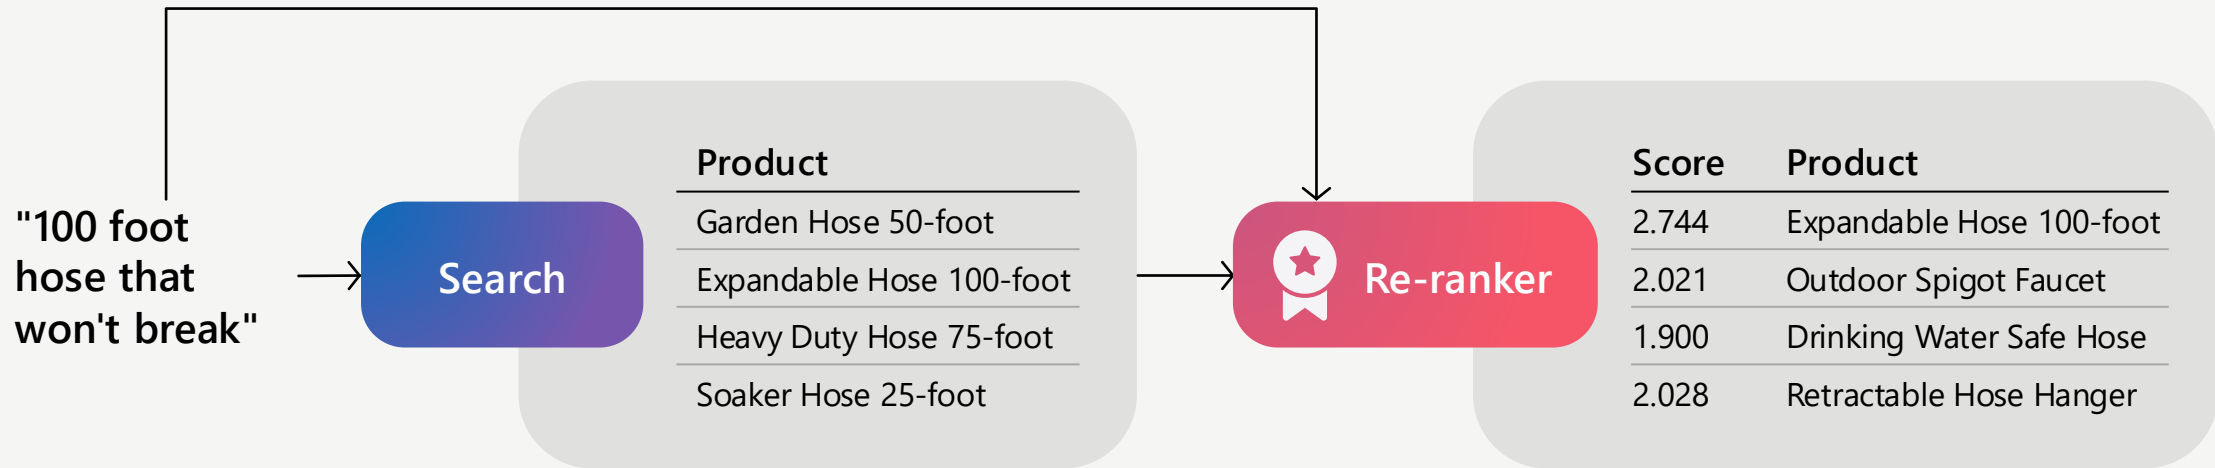 "100 foot
hose that
won't break"
Search
Product
Garden Hose 50-foot
Expandable Hose 100-foot
Heavy Duty Hose 75-foot
Soaker Hose 25-foot
Re-ranker
Score Product
2.744 Expandable Hose 100-foot
2.021 Outdoor Spigot Faucet
1.900 Drinking Water Safe Hose
2.028 Retractable Hose Hanger